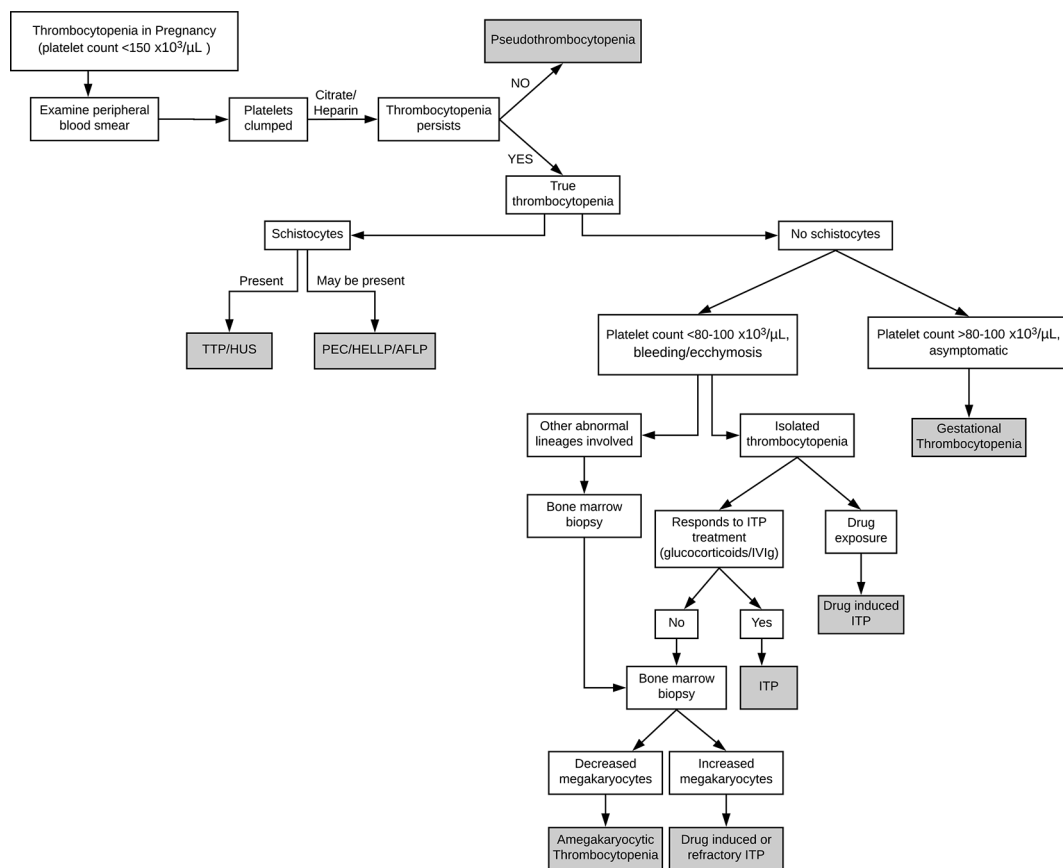 Thrombocytopenia in Pregnancy
(platelet count <150 x10³/µL )
Pseudothrombocytopenia
NO
Examine peripheral
blood smear
Platelets
clumped
Citrate/
Heparin
Thrombocytopenia
persists
YES
True
thrombocytopenia
Schistocytes
No schistocytes
Present
May be present
TTP/HUS
PEC/HELLP/AFLP
Platelet count <80-100 x10³/µL,
bleeding/ecchymosis
Platelet count >80-100 x10³/µL,
asymptomatic
Other abnormal
lineages involved
Isolated
thrombocytopenia
Gestational
Thrombocytopenia
Bone marrow
biopsy
Responds to ITP
treatment
(glucocorticoids/IVIg)
Drug
exposure
No
Yes
Drug induced
ITP
Bone marrow
biopsy
ITP
Decreased
megakaryocytes
Increased
megakaryocytes
Amegakaryocytic
Thrombocytopenia
Drug induced or
refractory ITP